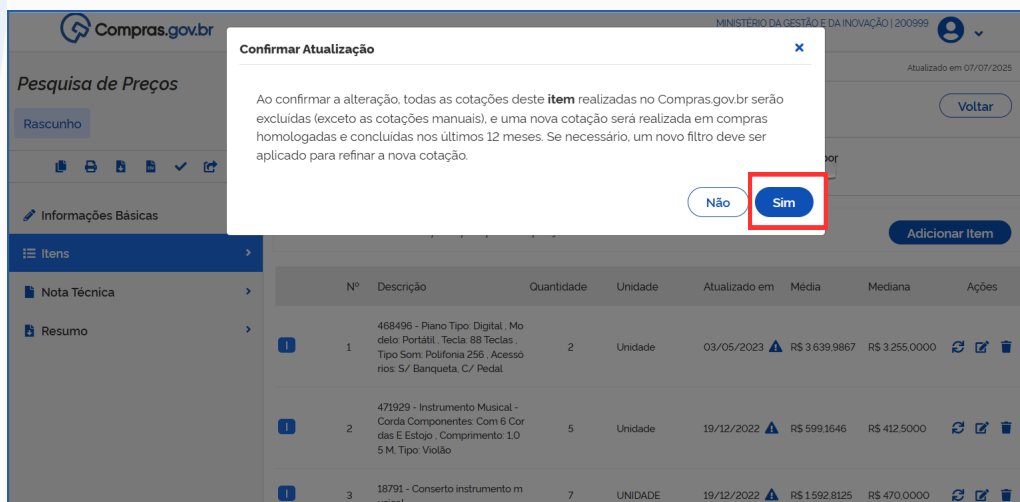 Compras.gov.br
MINISTÉRIO DA GESTÃO E DA INOVAÇÃO | 200999
Confirmar Atualização
Atualizado em 07/07/2025
Pesquisa de Preços
Ao confirmar a alteração, todas as cotações deste item realizadas no Compras.gov.br serão
excluídas (exceto as cotações manuais), e uma nova cotação será realizada em compras
homologadas e concluídas nos últimos 12 meses. Se necessário, um novo filtro deve ser
aplicado para refinar a nova cotação.
Voltar
Rascunho
Não
Sim
Informações Básicas
Adicionar Item
Itens
Nota Técnica
Resumo
Nº Descrição Quantidade Unidade Atualizado em Média Mediana Ações
468496 - Piano Tipo: Digital , Mo
delo: Portátil , Tecla: 88 Teclas ,
Tipo Som: Polifonia 256 , Acessó
rios: S/ Banqueta, C/ Pedal
I 1 2 Unidade 03/05/2023 R$ 3.639,9867 R$ 3.255,0000
471929 - Instrumento Musical -
Corda Componentes: Com 6 Cor
das E Estojo , Comprimento: 1,0
5 M, Tipo: Violão
I 2 5 Unidade 19/12/2022 R$ 599,1646 R$ 412,5000
18791 - Conserto instrumento m
I 3 7 UNIDADE 19/12/2022 R$ 1.592,8125 R$ 470,0000